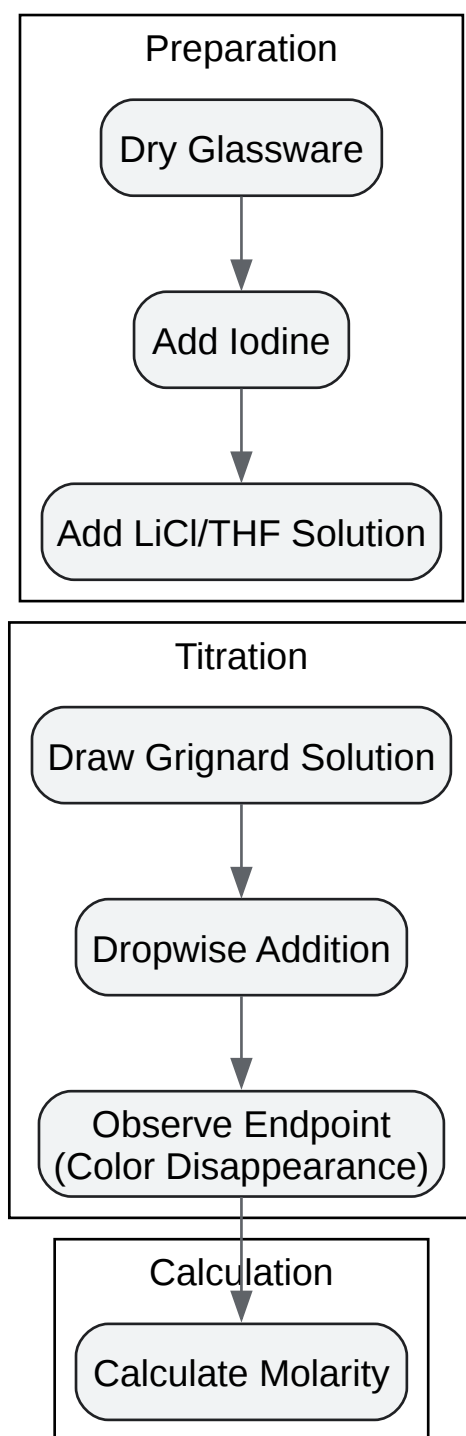 Preparation
Dry Glassware
Add Iodine
Add LiCl/THF Solution
Titration
Draw Grignard Solution
Dropwise Addition
Observe Endpoint
(Color Disappearance)
Calculation
Calculate Molarity